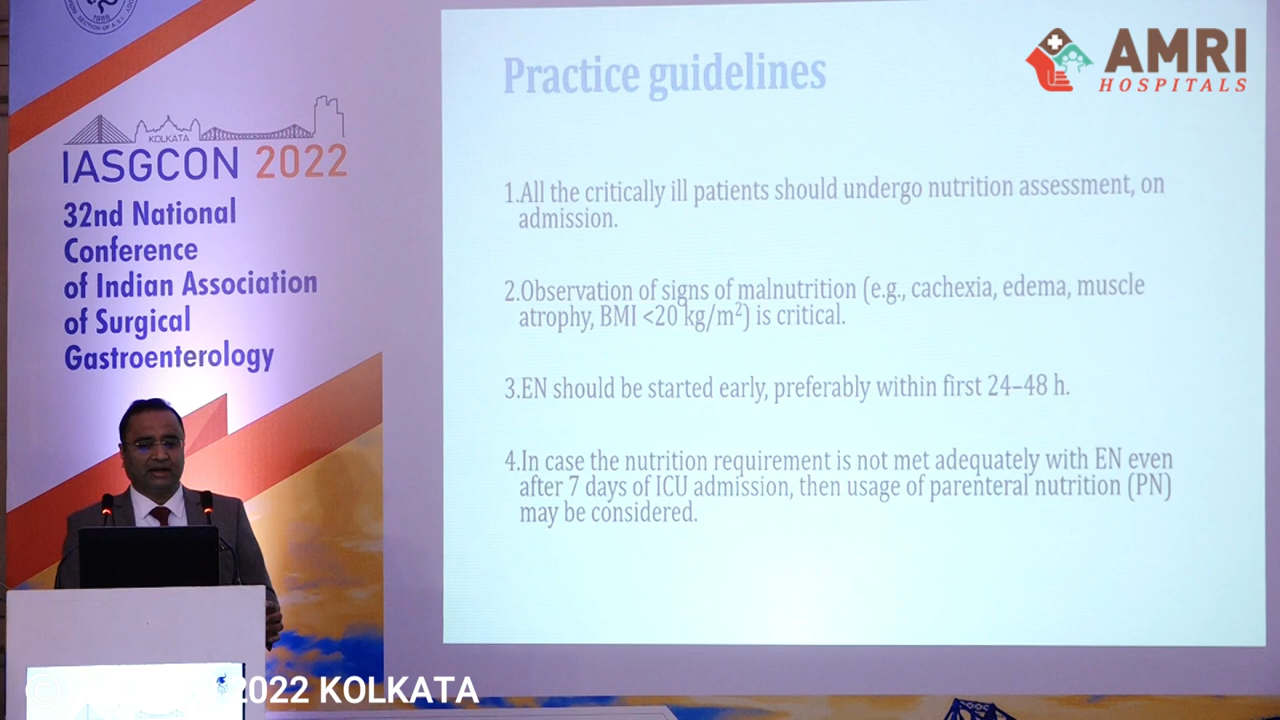 1988
SECTION OF A.S.I.
KOLKATA
IASGCON 2022
32nd National
Conference
of Indian Association
of Surgical
Gastroenterology
Practice guidelines
1.All the critically ill patients should undergo nutrition assessment, on
admission.
2.Observation of signs of malnutrition (e.g., cachexia, edema, muscle
atrophy, BMI <20 kg/m²) is critical.
3.EN should be started early, preferably within first 24–48 h.
4.In case the nutrition requirement is not met adequately with EN even
after 7 days of ICU admission, then usage of parenteral nutrition (PN)
may be considered.
AMRI
HOSPITALS
2022 KOLKATA